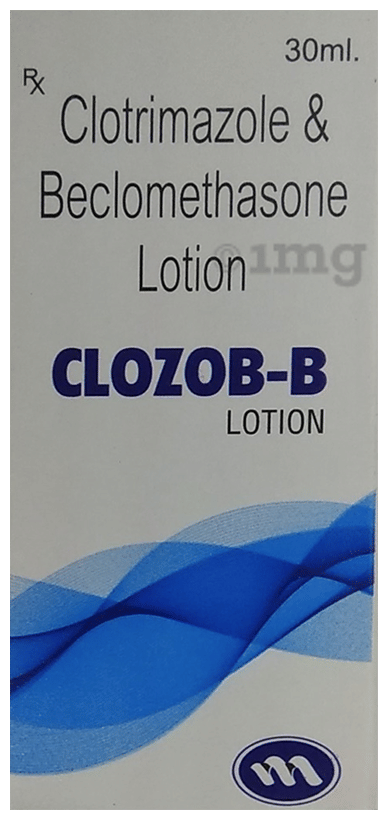 30ml.
Rx
Clotrimazole &
Beclomethasone
Lotion
1mg
CLOZOB-B
LOTION
m